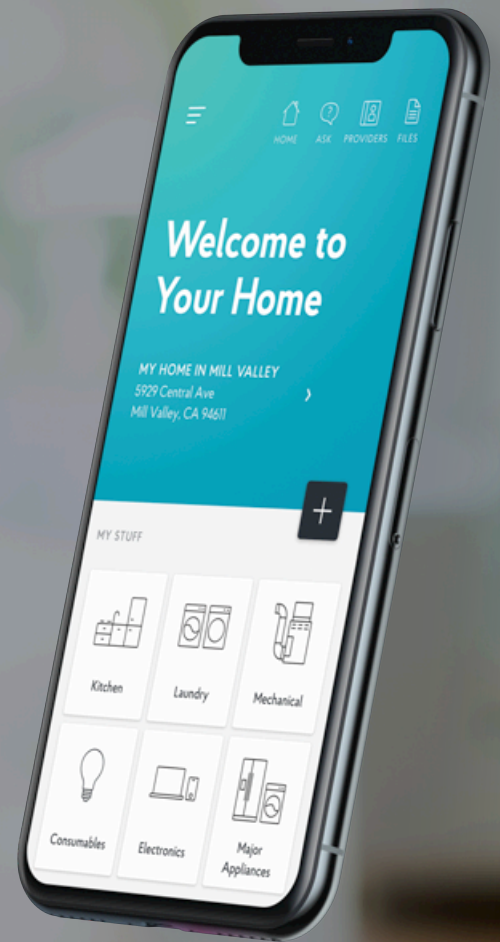 HOME ASK PROVIDERS FILES
Welcome to
Your Home
MY HOME IN MILL VALLEY
5929 Central Ave
Mill Valley, CA 94611
MY STUFF
Kitchen Laundry Mechanical
Consumables Electronics Major
Appliances